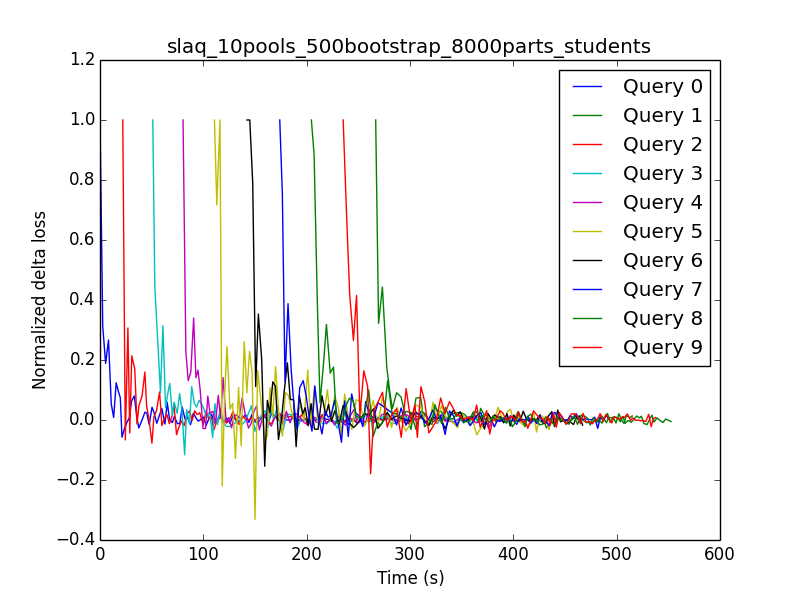 slaq_10pools_500bootstrap_8000parts_students
1.2
1.0
0.8
0.6
0.4
0.2
0.0
−0.2
−0.4
Normalized delta loss
Query 0
Query 1
Query 2
Query 3
Query 4
Query 5
Query 6
Query 7
Query 8
Query 9
0 100 200 300 400 500 600
Time (s)